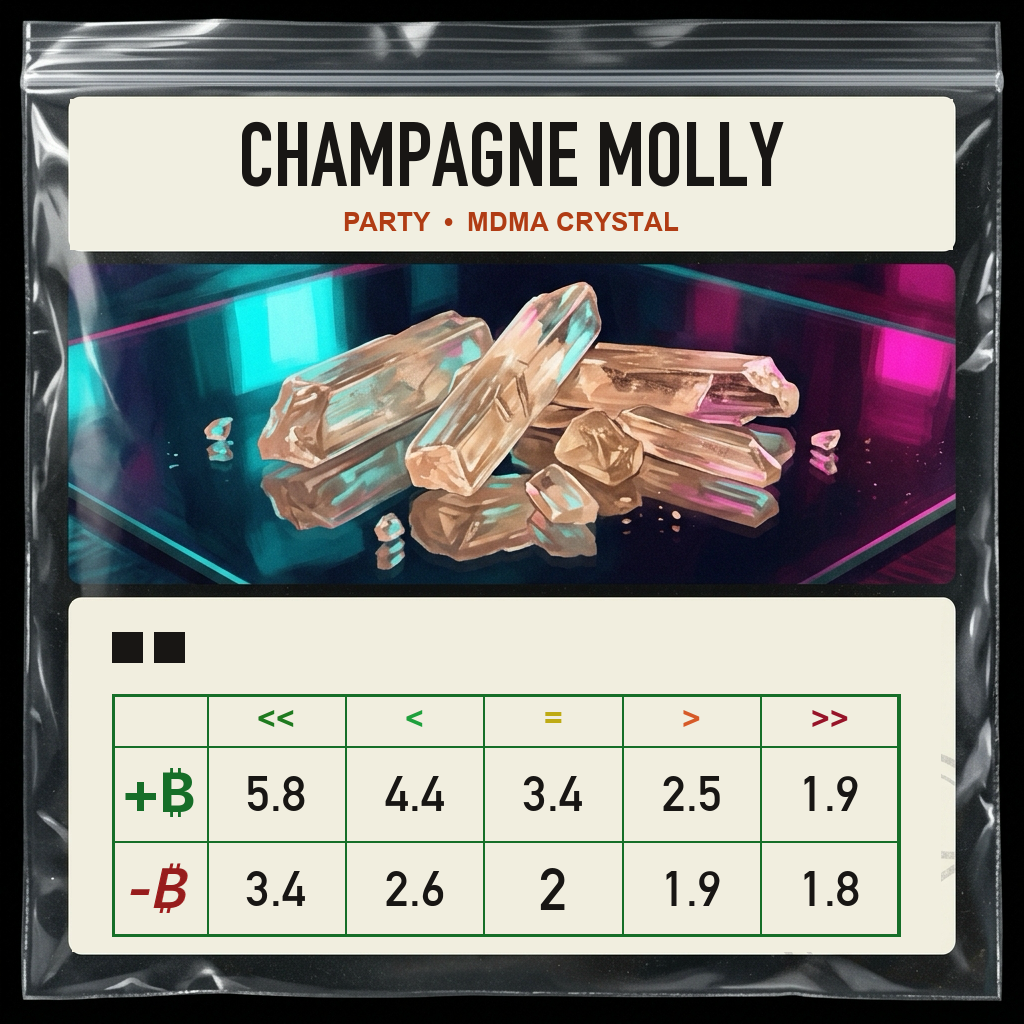 CHAMPAGNE MOLLY
PARTY • MDMA CRYSTAL
<< < = > >>
+₿ 5.8 4.4 3.4 2.5 1.9
-₿ 3.4 2.6 2 1.9 1.8